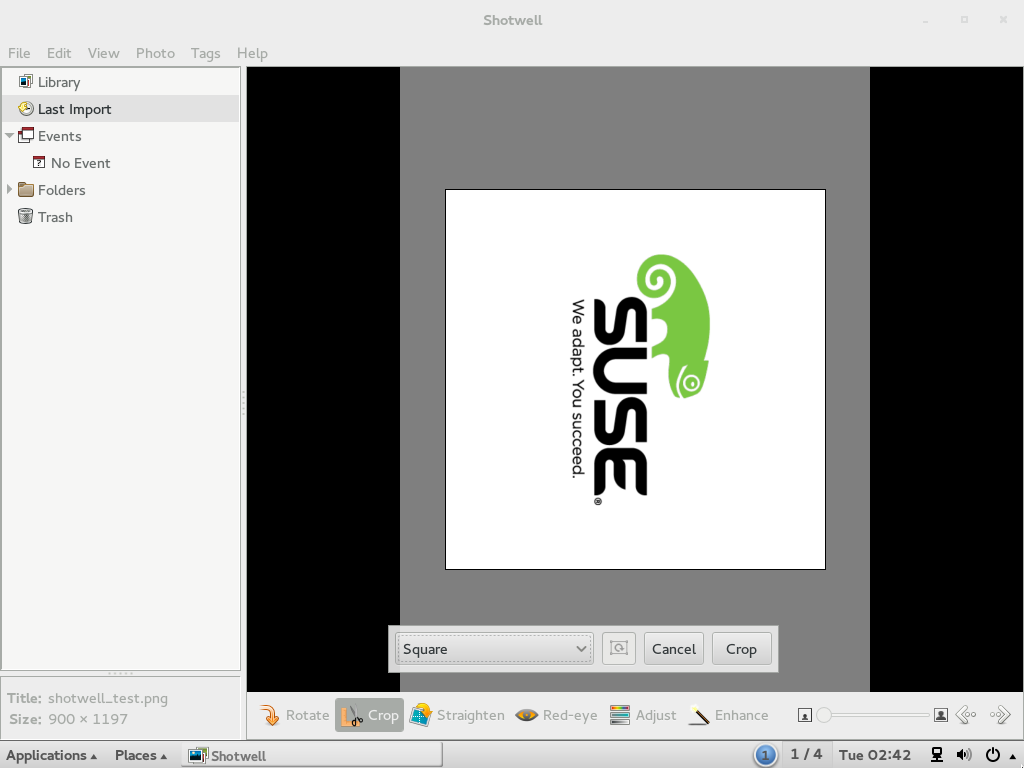 Shotwell
File Edit View Photo Tags Help
Library
Last Import
Events
No Event
Folders
Trash
SUSE®
We adapt. You succeed.
Square Cancel Crop
Title: shotwell_test.png
Size: 900 × 1197
Rotate Crop Straighten Red-eye Adjust Enhance
Applications Places Shotwell 1 1 / 4 Tue 02:42